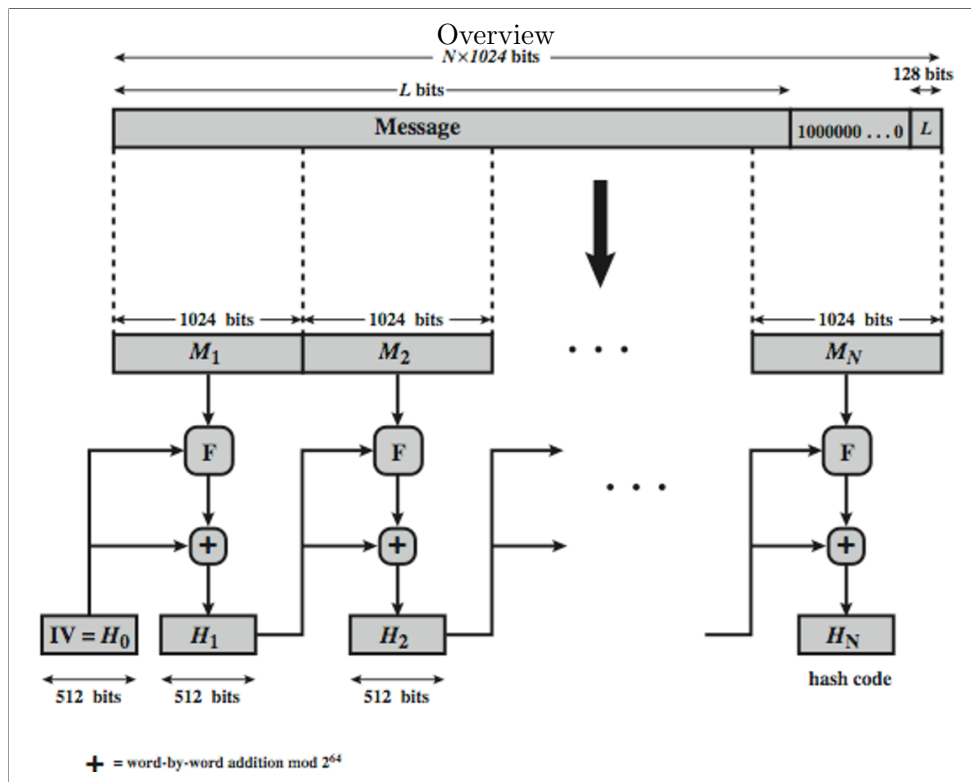 Overview
N×1024 bits
128 bits
L bits
Message
1000000 . . . 0
L
1024 bits
1024 bits
1024 bits
M1
M2
. . .
MN
F
F
F
. . .
+
+
+
IV = H0
H1
H2
HN
512 bits
512 bits
512 bits
hash code
+ = word-by-word addition mod 2^64